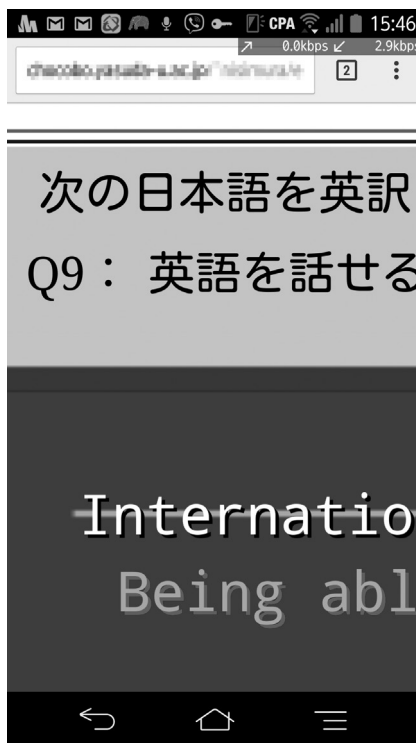 CPA 15:46
0.0kbps 2.9kbps
2
次の日本語を英訳
Q9： 英語を話せる
Internatio
Being abl